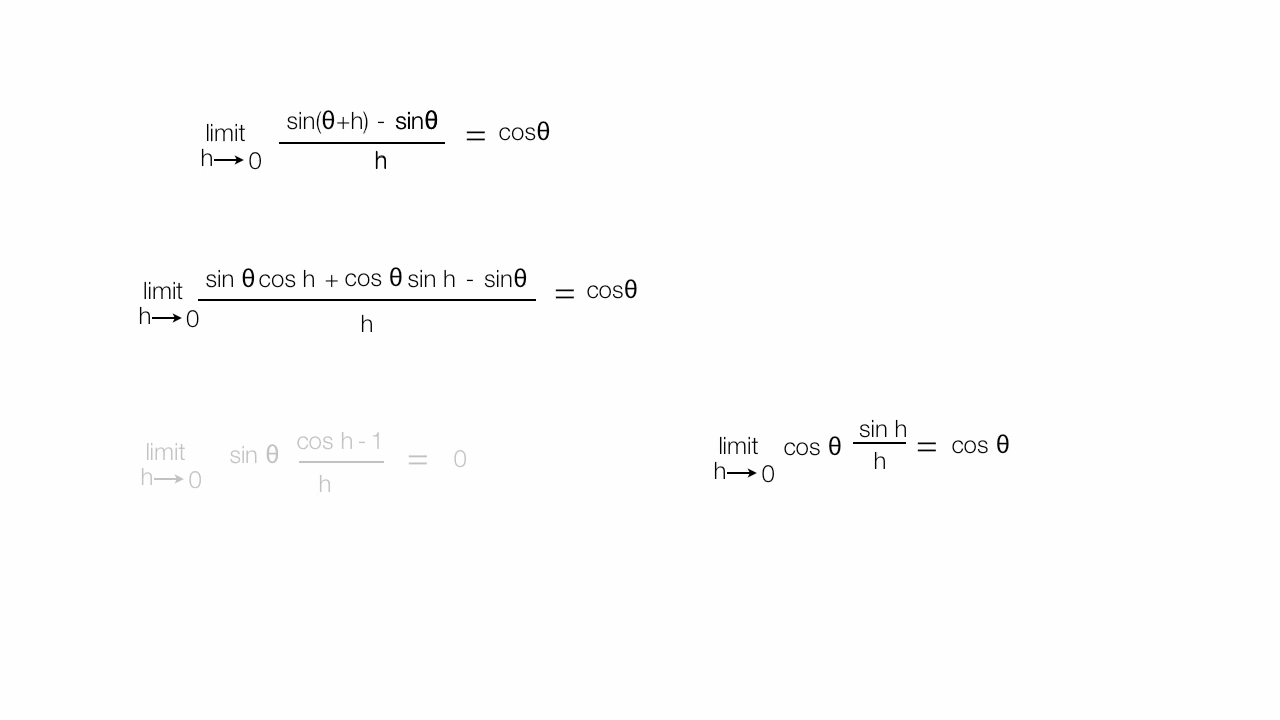 limit h→0 sin(θ+h) - sinθ / h = cosθ
limit h→0 sin θ cos h + cos θ sin h - sinθ / h = cosθ
limit h→0 sin θ cos h - 1 / h = 0
limit h→0 cos θ sin h / h = cos θ